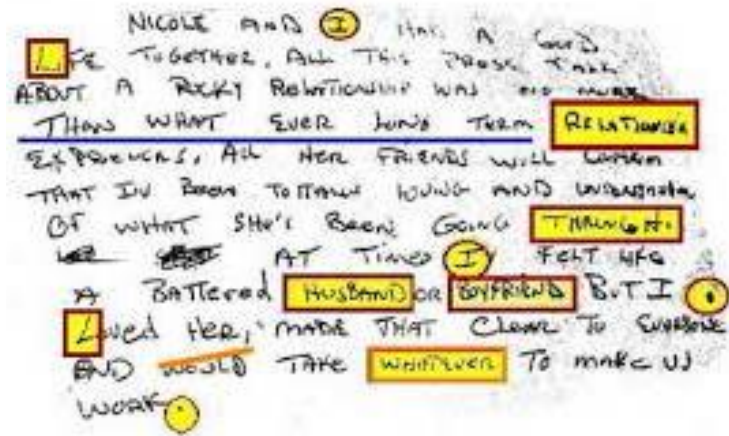 NICOLE AND I HAD A GOOD
LIFE TOGETHER, ALL THIS PRESS TALK
ABOUT A ROCKY RELATIONSHIP WAS NO MORE
THAN WHAT EVER LONG TERM RELATIONSH
EXPERIENCES, ALL HER FRIENDS WILL CONFIRM
THAT I'V BEEN TOTALLY LOVING AND UNDERSTANDING
OF WHAT SHE'S BEEN GOING THROUGH.
AT TIMES I FELT LIKE
A BATTERED HUSBAND OR BOYFRIEND BUT I
Loved HER, MADE THAT CLEAR TO EVERYONE
AND WOULD TAKE WHATEVER TO MAKE US
WORK.